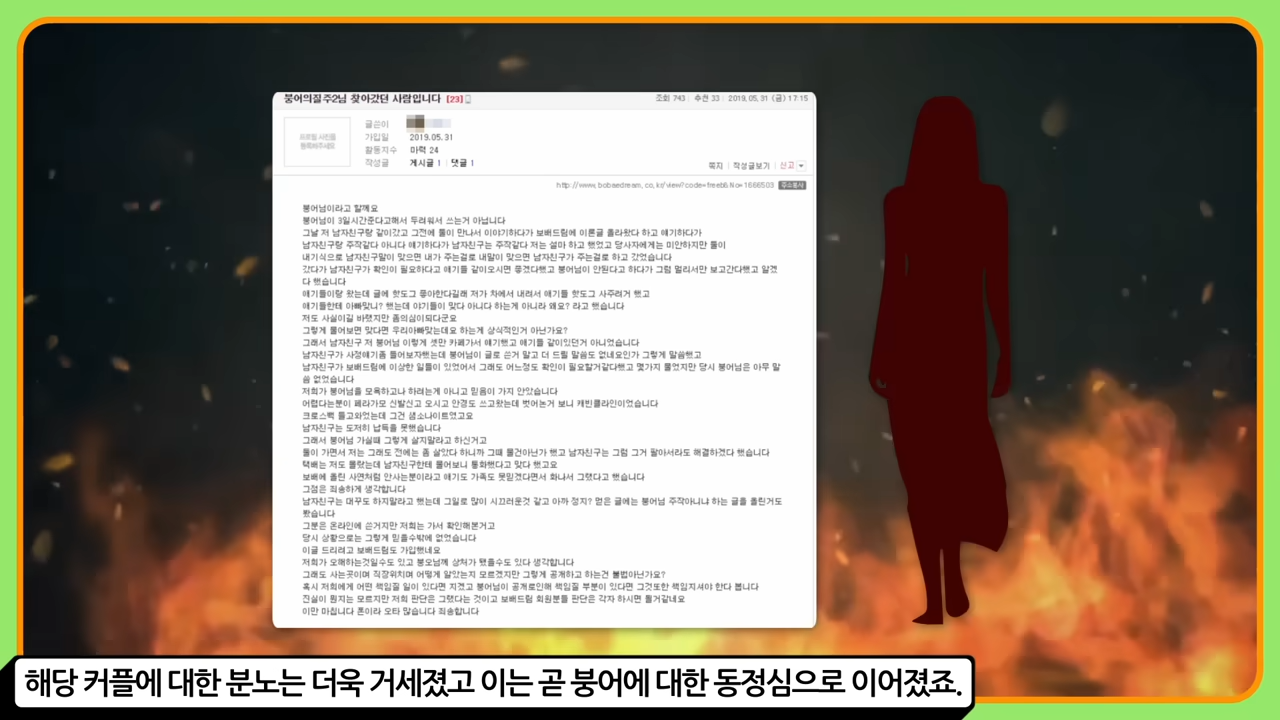 붕어의질주2님 찾아갔던 사람입니다 [23]
조회 743 | 추천 33 | 2019.05.31 (금) 17:15
프로필 사진을
등록해주세요
글쓴이
가입일 2019.05.31
활동지수 마력 24
작성글 게시글 1 | 댓글 1
쪽지 | 작성글보기 | 신고
http://www.bobaedream.co.kr/view?code=freeb&No=1666503 주소복사
붕어님이라고 할께요
붕어님이 3일시간준다고해서 두려워서 쓰는거 아닙니다
그날 저 남자친구랑 같이갔고 그전에 둘이 만나서 이야기하다가 보배드림에 이론글 올라왔다 하고 얘기하다가
남자친구랑 주작같다 아니다 얘기하다가 남자친구는 주작같다 저는 설마 하고 했었고 당사자에게는 미안하지만 둘이
내기식으로 남자친구말이 맞으면 내가 주는걸로 내말이 맞으면 남자친구가 주는걸로 하고 갔었습니다
갔다가 남자친구가 확인이 필요하다고 얘기들 같이오시면 좋겠다했고 붕어님이 안된다고 하다가 그럼 멀리서만 보고간다했고 알겠
다 했습니다
얘기들이랑 왔는데 글에 핫도그 좋아한다길래 저가 차에서 내려서 얘기들 핫도그 사주려거 했고
얘기들한테 아빠맞니? 했는데 야기들이 맞다 아니다 하는게 아니라 왜요? 라고 했습니다
저도 사실이길 바랬지만 좀의심이되다군요
그렇게 물어보면 맞다면 우리아빠맞는데요 하는게 상식적인거 아닌가요?
그래서 남자친구 저 붕어님 이렇게 셋만 카페가서 얘기했고 얘기들 같이있던거 아니었습니다
남자친구가 사정얘기좀 들어보자했는데 붕어님이 글로 쓴거 말고 더 드릴 말씀도 없네요인가 그렇게 말씀했고
남자친구가 보배드림에 이상한 일들이 있었어서 그래도 어느정도 확인이 필요할거같다했고 몇가지 물었지만 당시 붕어님은 아무 말
씀 없었습니다
저희가 붕어님을 모욕하고나 하려는게 아니고 믿음이 가지 안았습니다
어렵다는분이 페라가모 신발신고 오시고 안경도 쓰고왔는데 벗어논거 보니 캐빈클라인이었습니다
크로스백 들고와었는데 그건 샘소나이트였고요
남자친구는 도저히 납득을 못했습니다
그래서 붕어님 가실때 그렇게 살지말라고 하신거고
둘이 가면서 저는 그래도 전에는 좀 살았다 하니까 그때 물건아닌가 했고 남자친구는 그럼 그거 팔아서라도 해결하겠다 했습니다
택배는 저도 몰랐는데 남자친구한테 물어보니 통화했다고 맞다 했고요
보배에 올린 사연처럼 안사는분이라고 얘기도 가족도 못믿겠다면서 화나서 그랬다고 했습니다
그점은 죄송하게 생각합니다
남자친구는 대꾸도 하지말라고 했는데 그일로 많이 시끄러운것 같고 아까 정지? 얻은 글에는 붕어님 주작아니냐 하는 글을 올린거도
봤습니다
그분은 온라인에 쓴거지만 저희는 가서 확인해본거고
당시 상황으로는 그렇게 믿을수밖에 없었습니다
이글 드리려고 보배드림도 가입했네요
저희가 오해하는것일수도 있고 붕오님께 상처가 됐을수도 있다 생각합니다
그래도 사는곳이며 직장위치며 어떻게 알았는지 모르겠지만 그렇게 공개하고 하는건 불법아닌가요?
혹시 저희에게 어떤 책임질 일이 있다면 지겠고 붕어님이 공개로인해 책임질 부분이 있다면 그것또한 책임지셔야 한다 봅니다
진실이 뭔지는 모르지만 저희 판단은 그랬다는 것이고 보배드림 회원분들 판단은 각자 하시면 될거같네요
이만 마칩니다 폰이라 오타 많습니다 죄송합니다
해당 커플에 대한 분노는 더욱 거세졌고 이는 곧 붕어에 대한 동정심으로 이어졌죠.